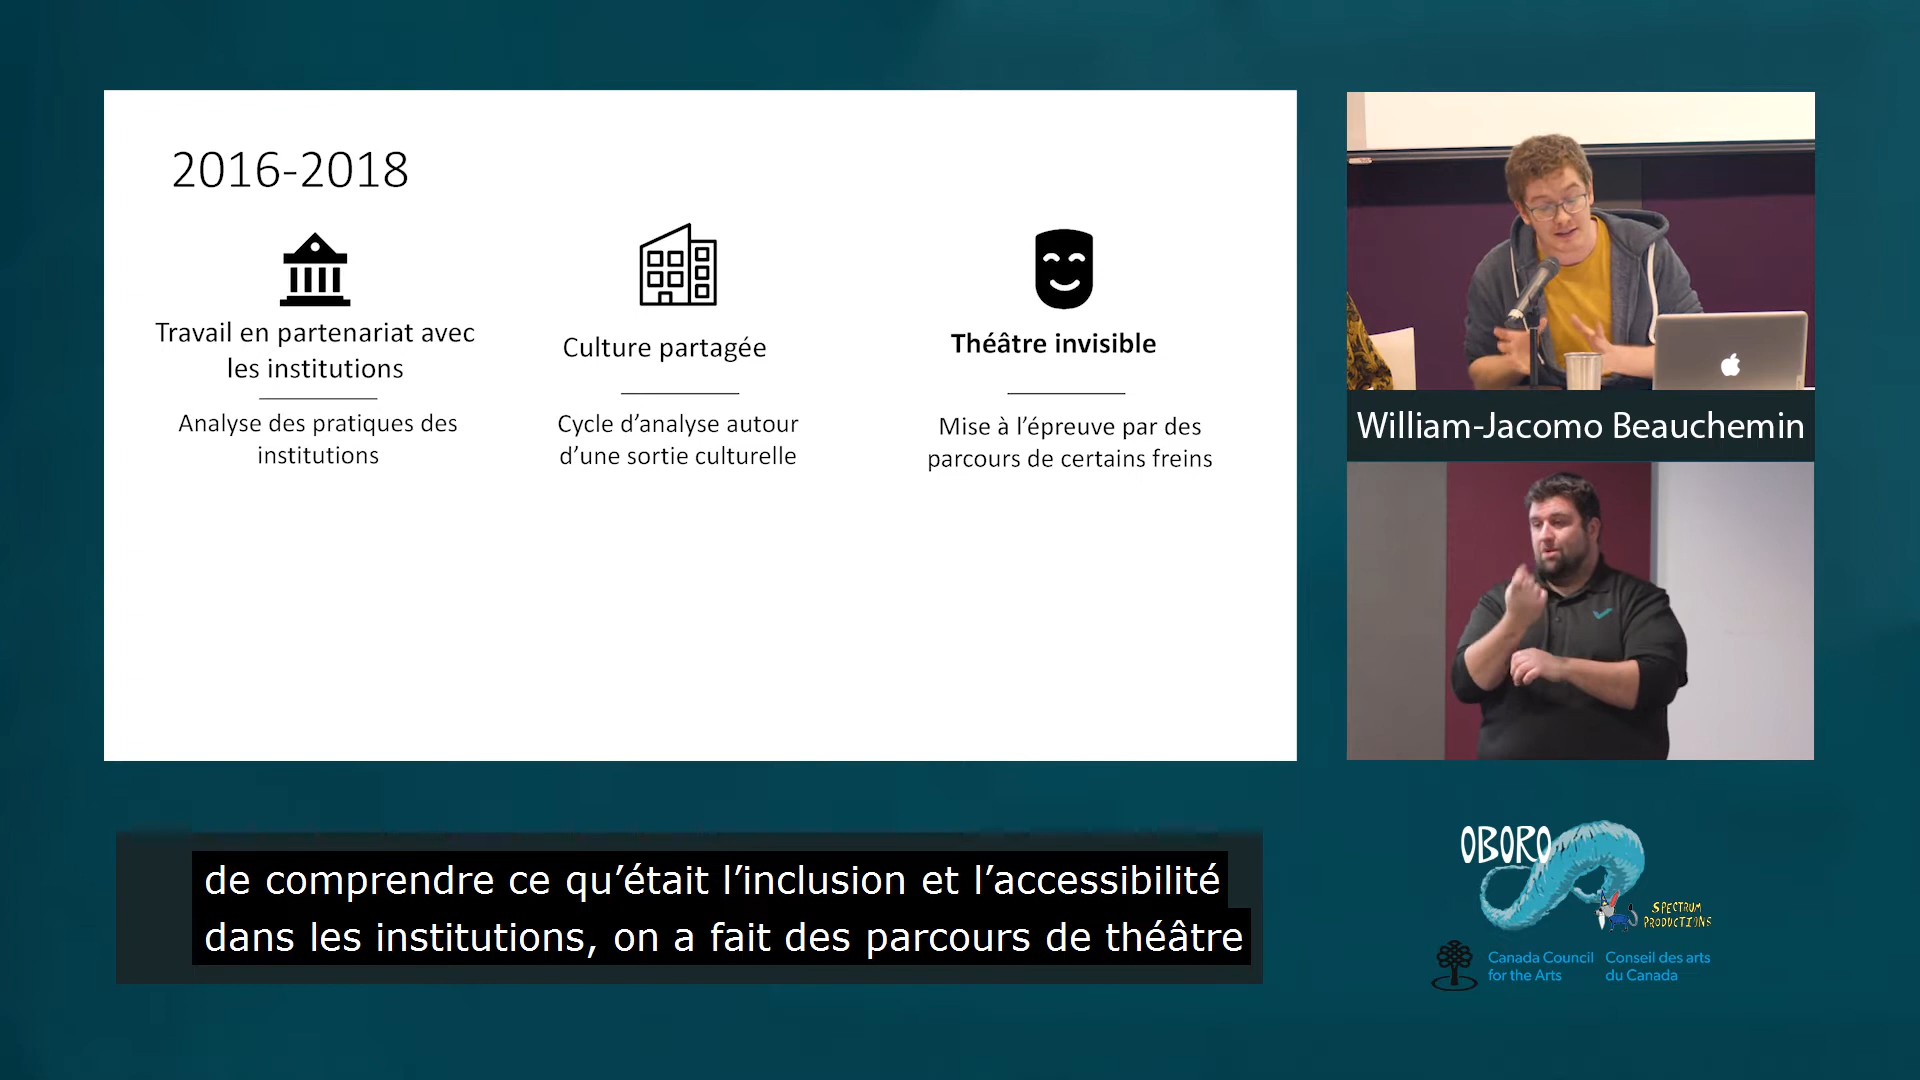 2016-2018
Travail en partenariat avec
les institutions
Analyse des pratiques des
institutions
Culture partagée
Cycle d’analyse autour
d’une sortie culturelle
Théâtre invisible
Mise à l’épreuve par des
parcours de certains freins
William-Jacomo Beauchemin
de comprendre ce qu’était l’inclusion et l’accessibilité
dans les institutions, on a fait des parcours de théâtre
OBORO
SPECTRUM
PRODUCTIONS
Canada Council
for the Arts
Conseil des arts
du Canada